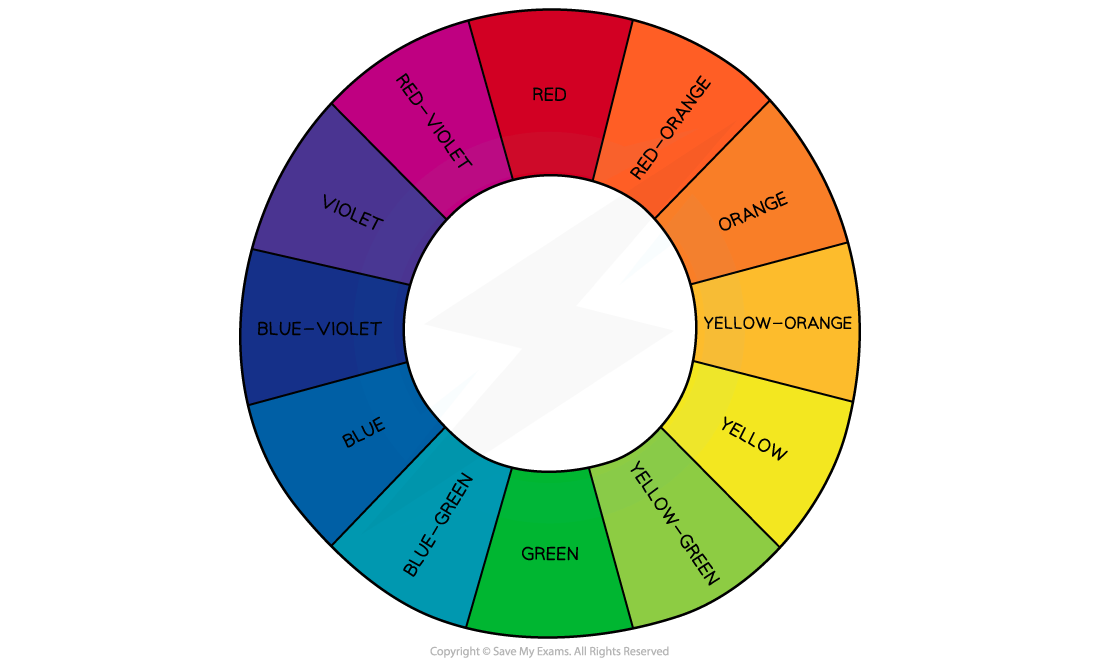 RED
RED-ORANGE
ORANGE
YELLOW-ORANGE
YELLOW
YELLOW-GREEN
GREEN
BLUE-GREEN
BLUE
BLUE-VIOLET
VIOLET
RED-VIOLET
Copyright © Save My Exams. All Rights Reserved